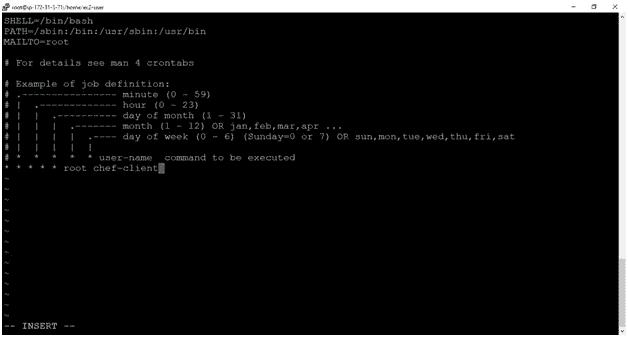 root@ip-172-31-1-71:/home/ec2-user
SHELL=/bin/bash
PATH=/sbin:/bin:/usr/sbin:/usr/bin
MAILTO=root
# For details see man 4 crontabs
# Example of job definition:
# .---------------- minute (0 - 59)
# |  .------------- hour (0 - 23)
# |  |  .---------- day of month (1 - 31)
# |  |  |  .------- month (1 - 12) OR jan,feb,mar,apr ...
# |  |  |  |  .---- day of week (0 - 6) (Sunday=0 or 7) OR sun,mon,tue,wed,thu,fri,sat
# |  |  |  |  |
# *  *  *  *  * user-name  command to be executed
* * * * * root chef-client
~
~
~
~
~
~
~
~
~
~
~
~
~
~
-- INSERT --